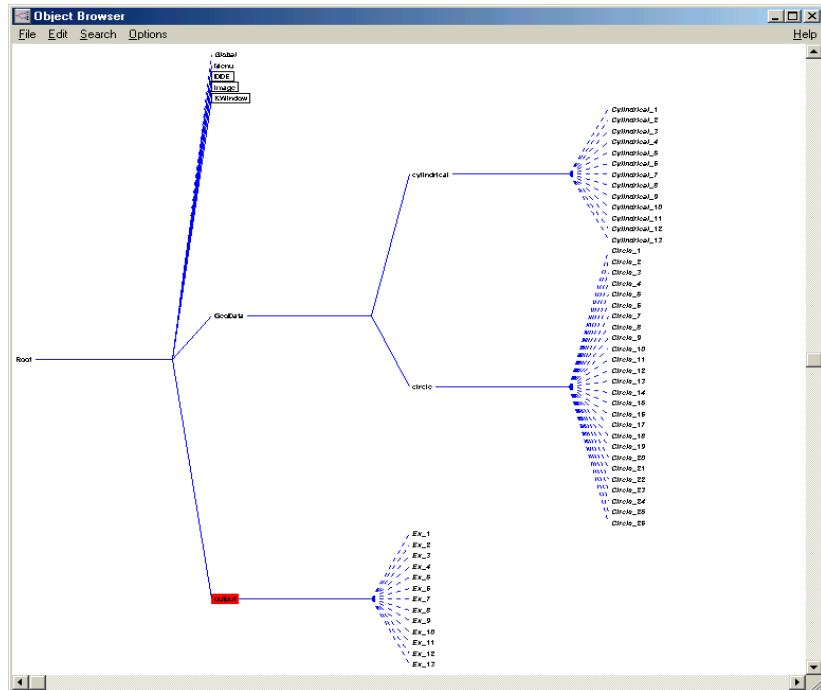 Object Browser
File Edit Search Options Help
Global
Menu
DDE
Image
KWindow
Cylindrical_1
Cylindrical_2
Cylindrical_3
Cylindrical_4
Cylindrical_5
Cylindrical_6
Cylindrical_7
Cylindrical_8
Cylindrical_9
Cylindrical_10
Cylindrical_11
Cylindrical_12
Cylindrical_13
cylindrical
Circle_1
Circle_2
Circle_3
Circle_4
Circle_5
Circle_6
Circle_7
Circle_8
Circle_9
Circle_10
Circle_11
Circle_12
Circle_13
Circle_14
Circle_15
Circle_16
Circle_17
Circle_18
Circle_19
Circle_20
Circle_21
Circle_22
Circle_23
Circle_24
Circle_25
Circle_26
GeoData
Root
circle
Ex_1
Ex_2
Ex_3
Ex_4
Ex_5
Ex_6
Ex_7
Ex_8
Ex_9
Ex_10
Ex_11
Ex_12
Ex_13
output